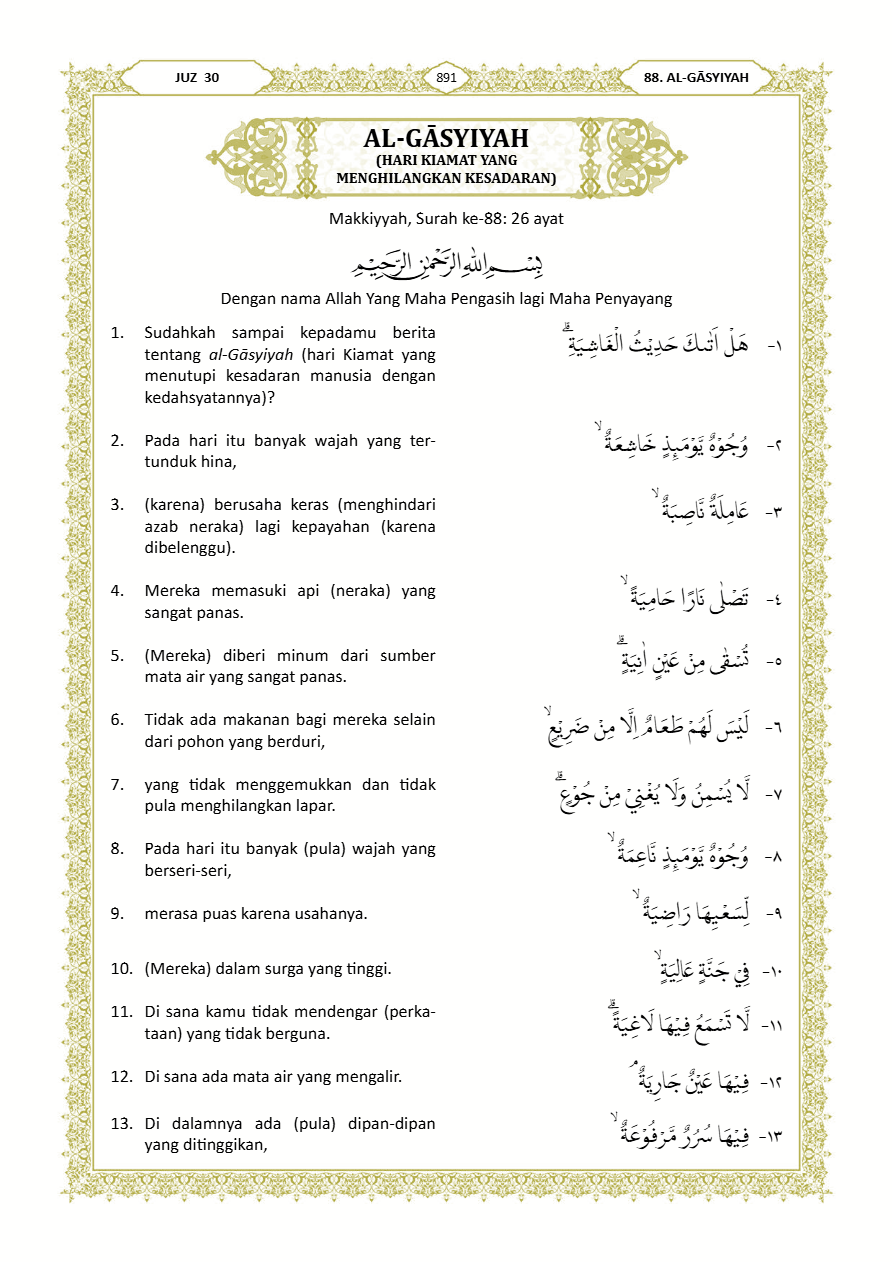 JUZ 30
891
88. AL-GĀSYIYAH
AL-GĀSYIYAH
(HARI KIAMAT YANG
MENGHILANGKAN KESADARAN)
Makkiyyah, Surah ke-88: 26 ayat
بِسْمِ اللّٰهِ الرَّحْمٰنِ الرَّحِيْمِ
Dengan nama Allah Yang Maha Pengasih lagi Maha Penyayang
1. Sudahkah sampai kepadamu berita
tentang al-Gāsyiyah (hari Kiamat yang
menutupi kesadaran manusia dengan
kedahsyatannya)?
١- هَلْ اَتٰىكَ حَدِيْثُ الْغَاشِيَةِۗ
2. Pada hari itu banyak wajah yang ter-
tunduk hina,
٢- وُجُوْهٌ يَّوْمَىِٕذٍ خَاشِعَةٌ ۙ
3. (karena) berusaha keras (menghindari
azab neraka) lagi kepayahan (karena
dibelenggu).
٣- عَامِلَةٌ نَّاصِبَةٌ ۙ
4. Mereka memasuki api (neraka) yang
sangat panas.
٤- تَصْلٰى نَارًا حَامِيَةً ۙ
5. (Mereka) diberi minum dari sumber
mata air yang sangat panas.
٥- تُسْقٰى مِنْ عَيْنٍ اٰنِيَةٍ ۗ
6. Tidak ada makanan bagi mereka selain
dari pohon yang berduri,
٦- لَيْسَ لَهُمْ طَعَامٌ اِلَّا مِنْ ضَرِيْعٍ ۙ
7. yang tidak menggemukkan dan tidak
pula menghilangkan lapar.
٧- لَّا يُسْمِنُ وَلَا يُغْنِيْ مِنْ جُوْعٍ ۗ
8. Pada hari itu banyak (pula) wajah yang
berseri-seri,
٨- وُجُوْهٌ يَّوْمَىِٕذٍ نَّاعِمَةٌ ۙ
9. merasa puas karena usahanya.
٩- لِّسَعْيِهَا رَاضِيَةٌ ۙ
10. (Mereka) dalam surga yang tinggi.
١٠- فِيْ جَنَّةٍ عَالِيَةٍ ۙ
11. Di sana kamu tidak mendengar (perka-
taan) yang tidak berguna.
١١- لَّا تَسْمَعُ فِيْهَا لَاغِيَةً ۗ
12. Di sana ada mata air yang mengalir.
١٢- فِيْهَا عَيْنٌ جَارِيَةٌ ۘ
13. Di dalamnya ada (pula) dipan-dipan
yang ditinggikan,
١٣- فِيْهَا سُرُرٌ مَّرْفُوْعَةٌ ۙ